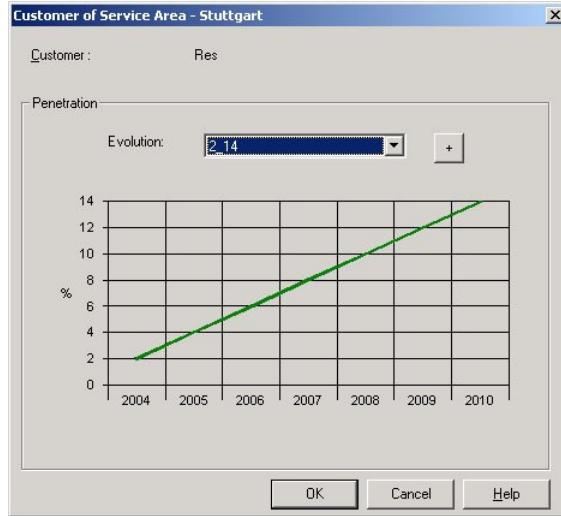 Customer of Service Area - Stuttgart
Customer : Res
Penetration
Evolution: 2_14 +
14
12
10
8
%
6
4
2
0
2004 2005 2006 2007 2008 2009 2010
OK Cancel Help